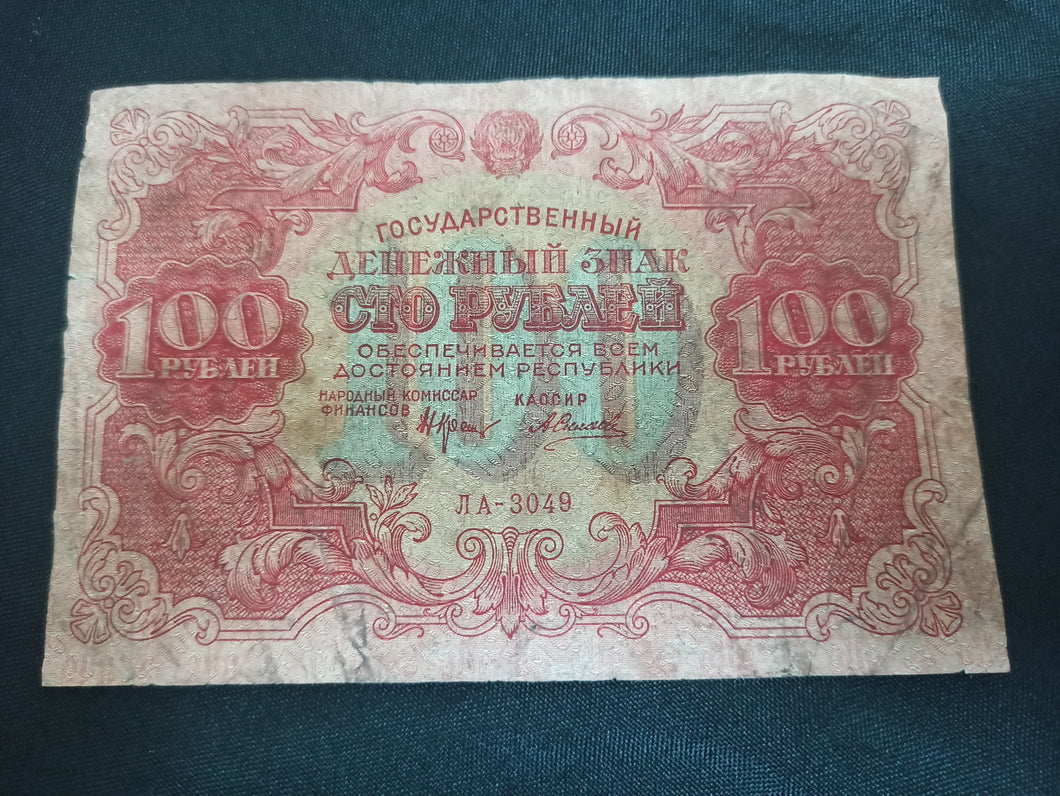 ГОСУДАРСТВЕННЫЙ
ДЕНЕЖНЫЙ ЗНАК
СТО РУБЛЕЙ
100
РУБЛЕЙ
100
100
РУБЛЕЙ
ОБЕСПЕЧИВАЕТСЯ ВСЕМ
ДОСТОЯНИЕМ РЕСПУБЛИКИ
НАРОДНЫЙ КОМИССАР
ФИНАНСОВ
КАССИР
ЛА-3049